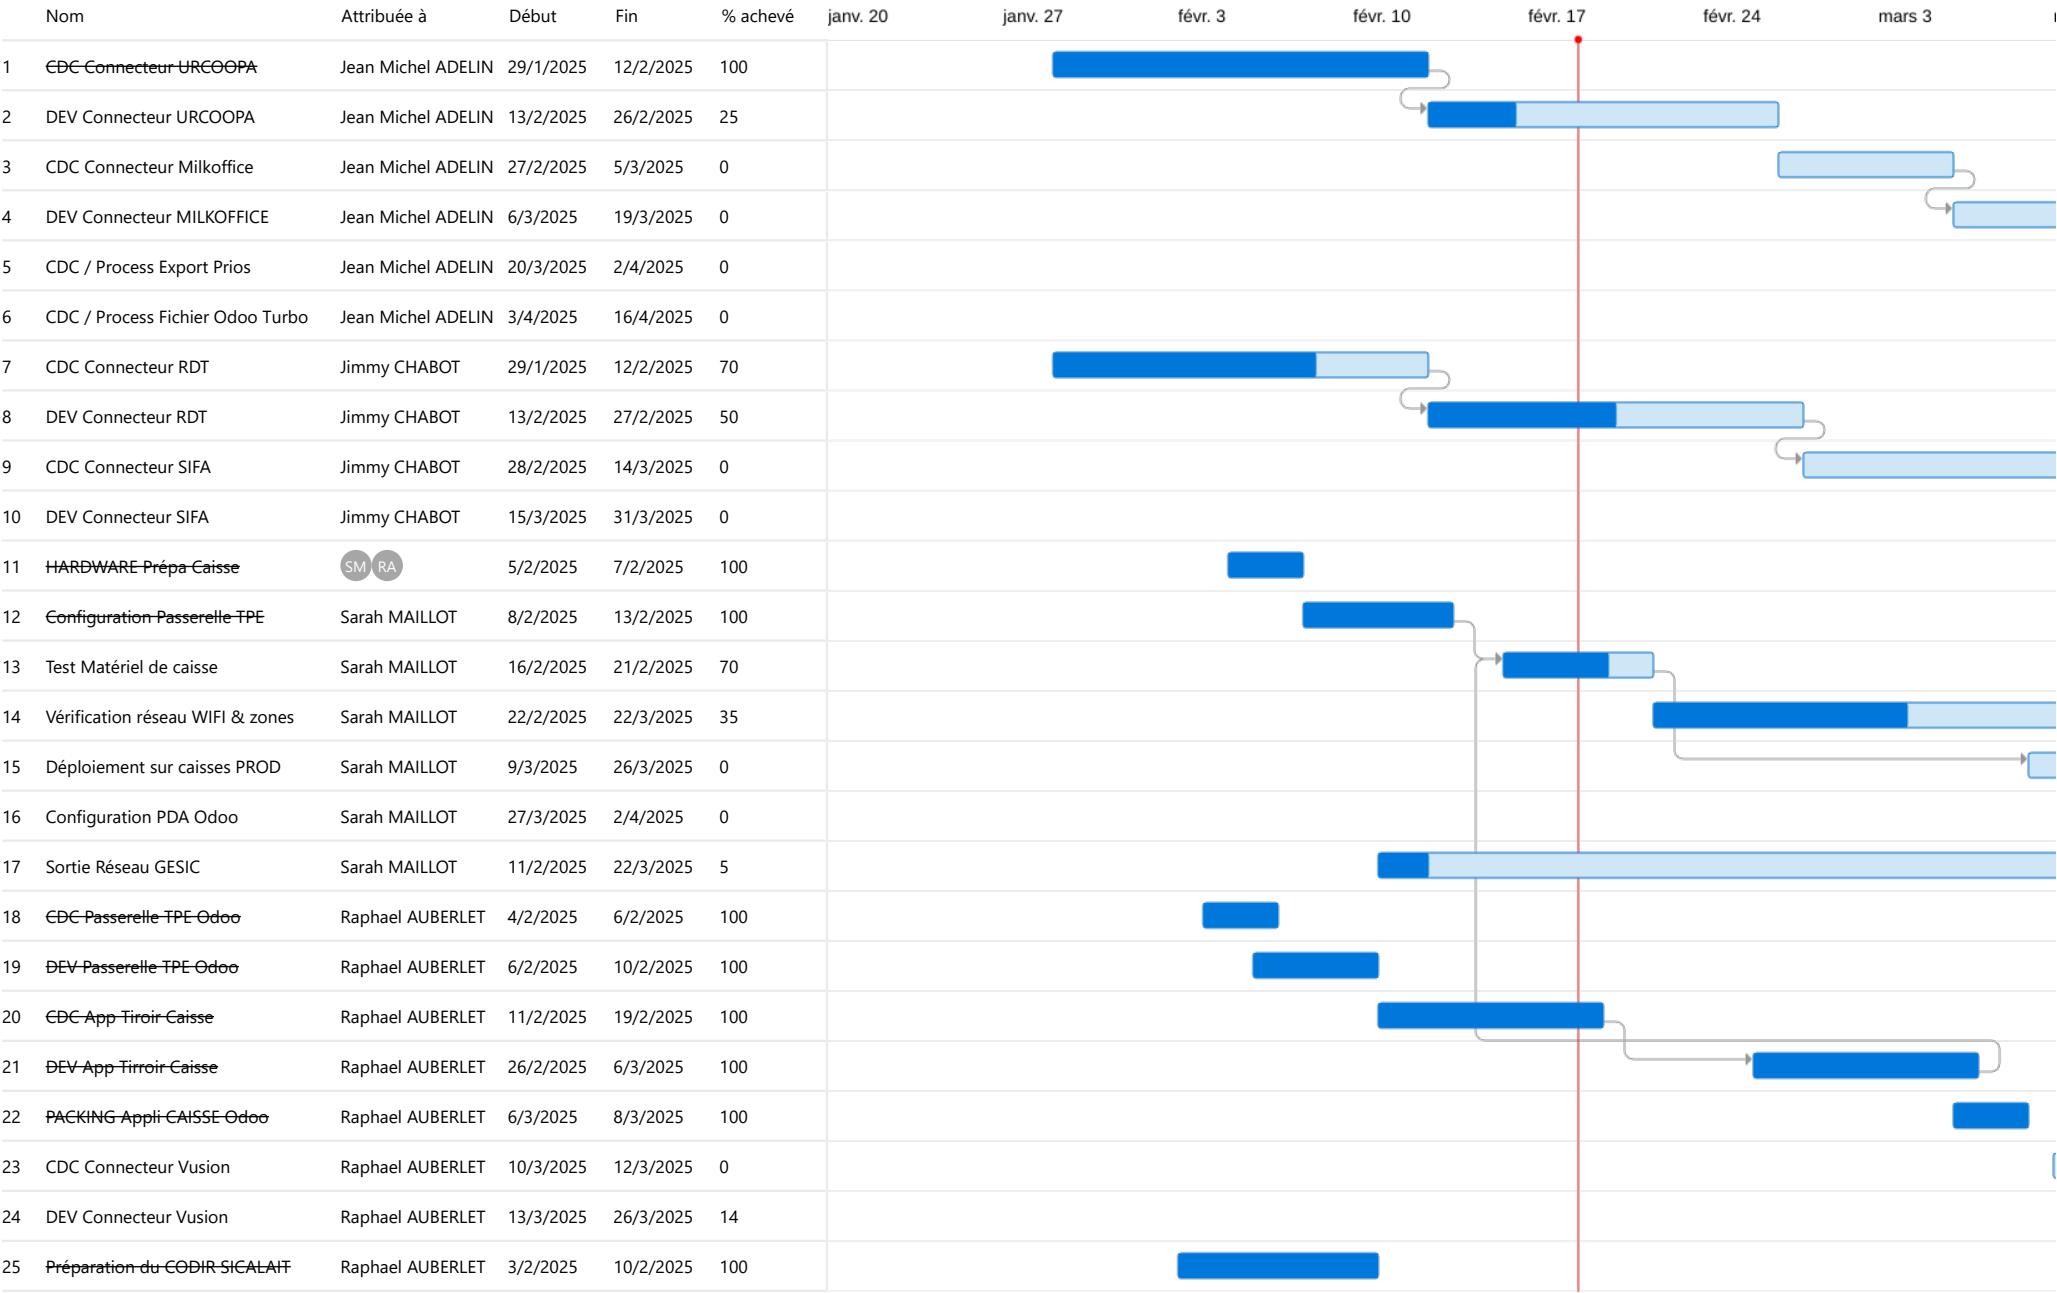 Nom Attribuée à Début Fin % achevé janv. 20 janv. 27 févr. 3 févr. 10 févr. 17 févr. 24 mars 3
1 CDC Connecteur URCOOPA Jean Michel ADELIN 29/1/2025 12/2/2025 100
2 DEV Connecteur URCOOPA Jean Michel ADELIN 13/2/2025 26/2/2025 25
3 CDC Connecteur Milkoffice Jean Michel ADELIN 27/2/2025 5/3/2025 0
4 DEV Connecteur MILKOFFICE Jean Michel ADELIN 6/3/2025 19/3/2025 0
5 CDC / Process Export Prios Jean Michel ADELIN 20/3/2025 2/4/2025 0
6 CDC / Process Fichier Odoo Turbo Jean Michel ADELIN 3/4/2025 16/4/2025 0
7 CDC Connecteur RDT Jimmy CHABOT 29/1/2025 12/2/2025 70
8 DEV Connecteur RDT Jimmy CHABOT 13/2/2025 27/2/2025 50
9 CDC Connecteur SIFA Jimmy CHABOT 28/2/2025 14/3/2025 0
10 DEV Connecteur SIFA Jimmy CHABOT 15/3/2025 31/3/2025 0
11 HARDWARE Prépa Caisse SM RA 5/2/2025 7/2/2025 100
12 Configuration Passerelle TPE Sarah MAILLOT 8/2/2025 13/2/2025 100
13 Test Matériel de caisse Sarah MAILLOT 16/2/2025 21/2/2025 70
14 Vérification réseau WIFI & zones Sarah MAILLOT 22/2/2025 22/3/2025 35
15 Déploiement sur caisses PROD Sarah MAILLOT 9/3/2025 26/3/2025 0
16 Configuration PDA Odoo Sarah MAILLOT 27/3/2025 2/4/2025 0
17 Sortie Réseau GESIC Sarah MAILLOT 11/2/2025 22/3/2025 5
18 CDC Passerelle TPE Odoo Raphael AUBERLET 4/2/2025 6/2/2025 100
19 DEV Passerelle TPE Odoo Raphael AUBERLET 6/2/2025 10/2/2025 100
20 CDC App Tiroir Caisse Raphael AUBERLET 11/2/2025 19/2/2025 100
21 DEV App Tirroir Caisse Raphael AUBERLET 26/2/2025 6/3/2025 100
22 PACKING Appli CAISSE Odoo Raphael AUBERLET 6/3/2025 8/3/2025 100
23 CDC Connecteur Vusion Raphael AUBERLET 10/3/2025 12/3/2025 0
24 DEV Connecteur Vusion Raphael AUBERLET 13/3/2025 26/3/2025 14
25 Préparation du CODIR SICALAIT Raphael AUBERLET 3/2/2025 10/2/2025 100